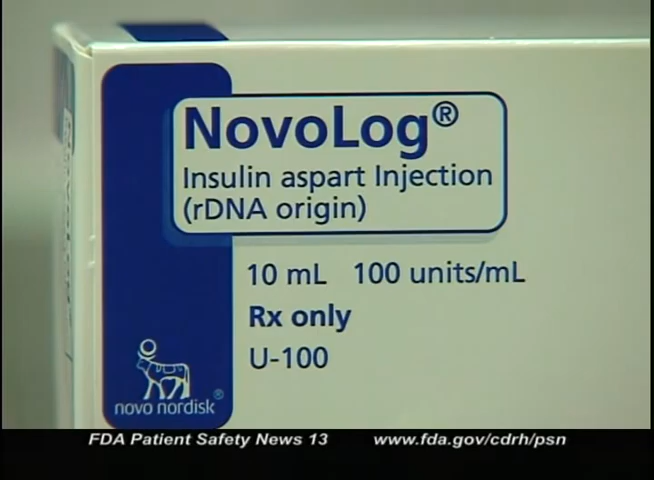 NovoLog®
Insulin aspart Injection
(rDNA origin)
10 mL 100 units/mL
Rx only
U-100
novo nordisk®
FDA Patient Safety News 13 www.fda.gov/cdrh/psn